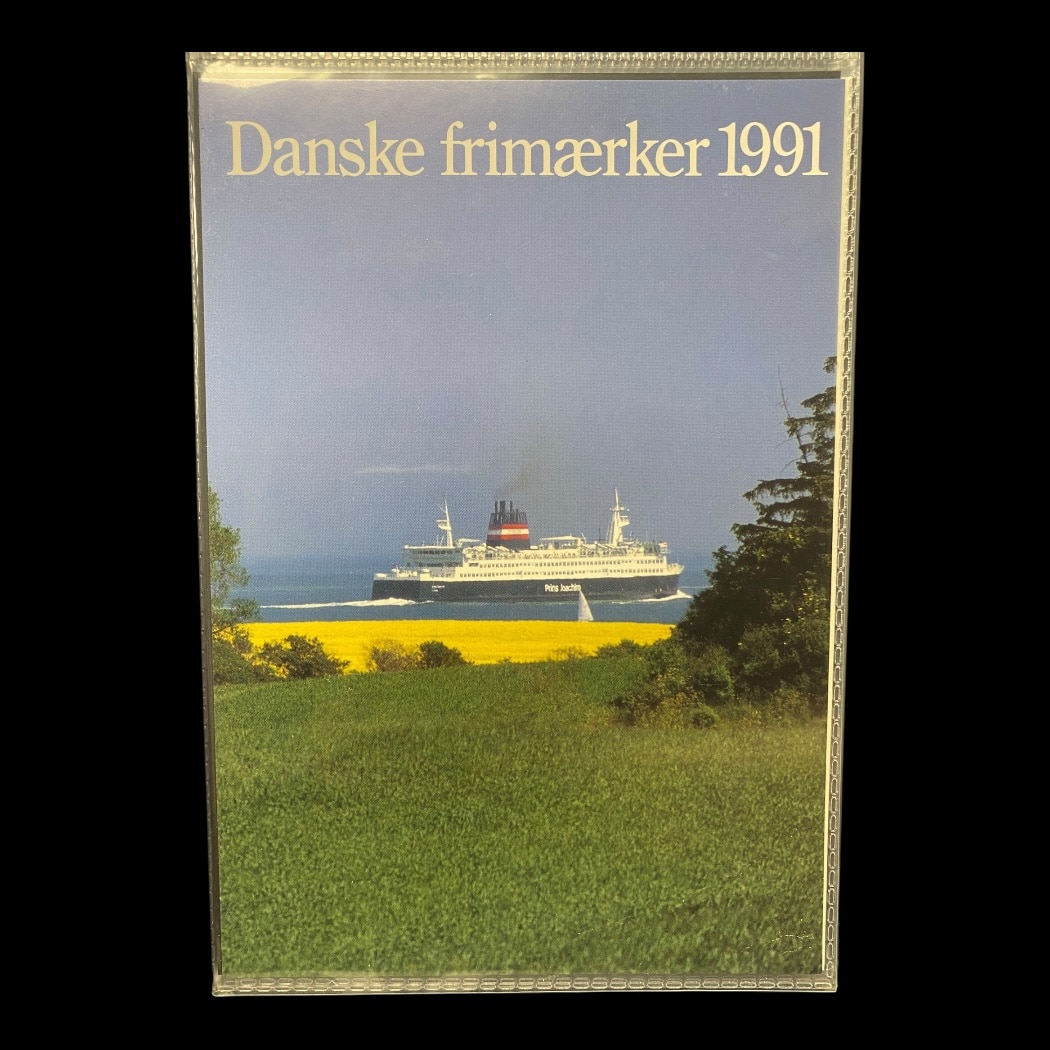 Danske frimærker 1991
Prins Joachim